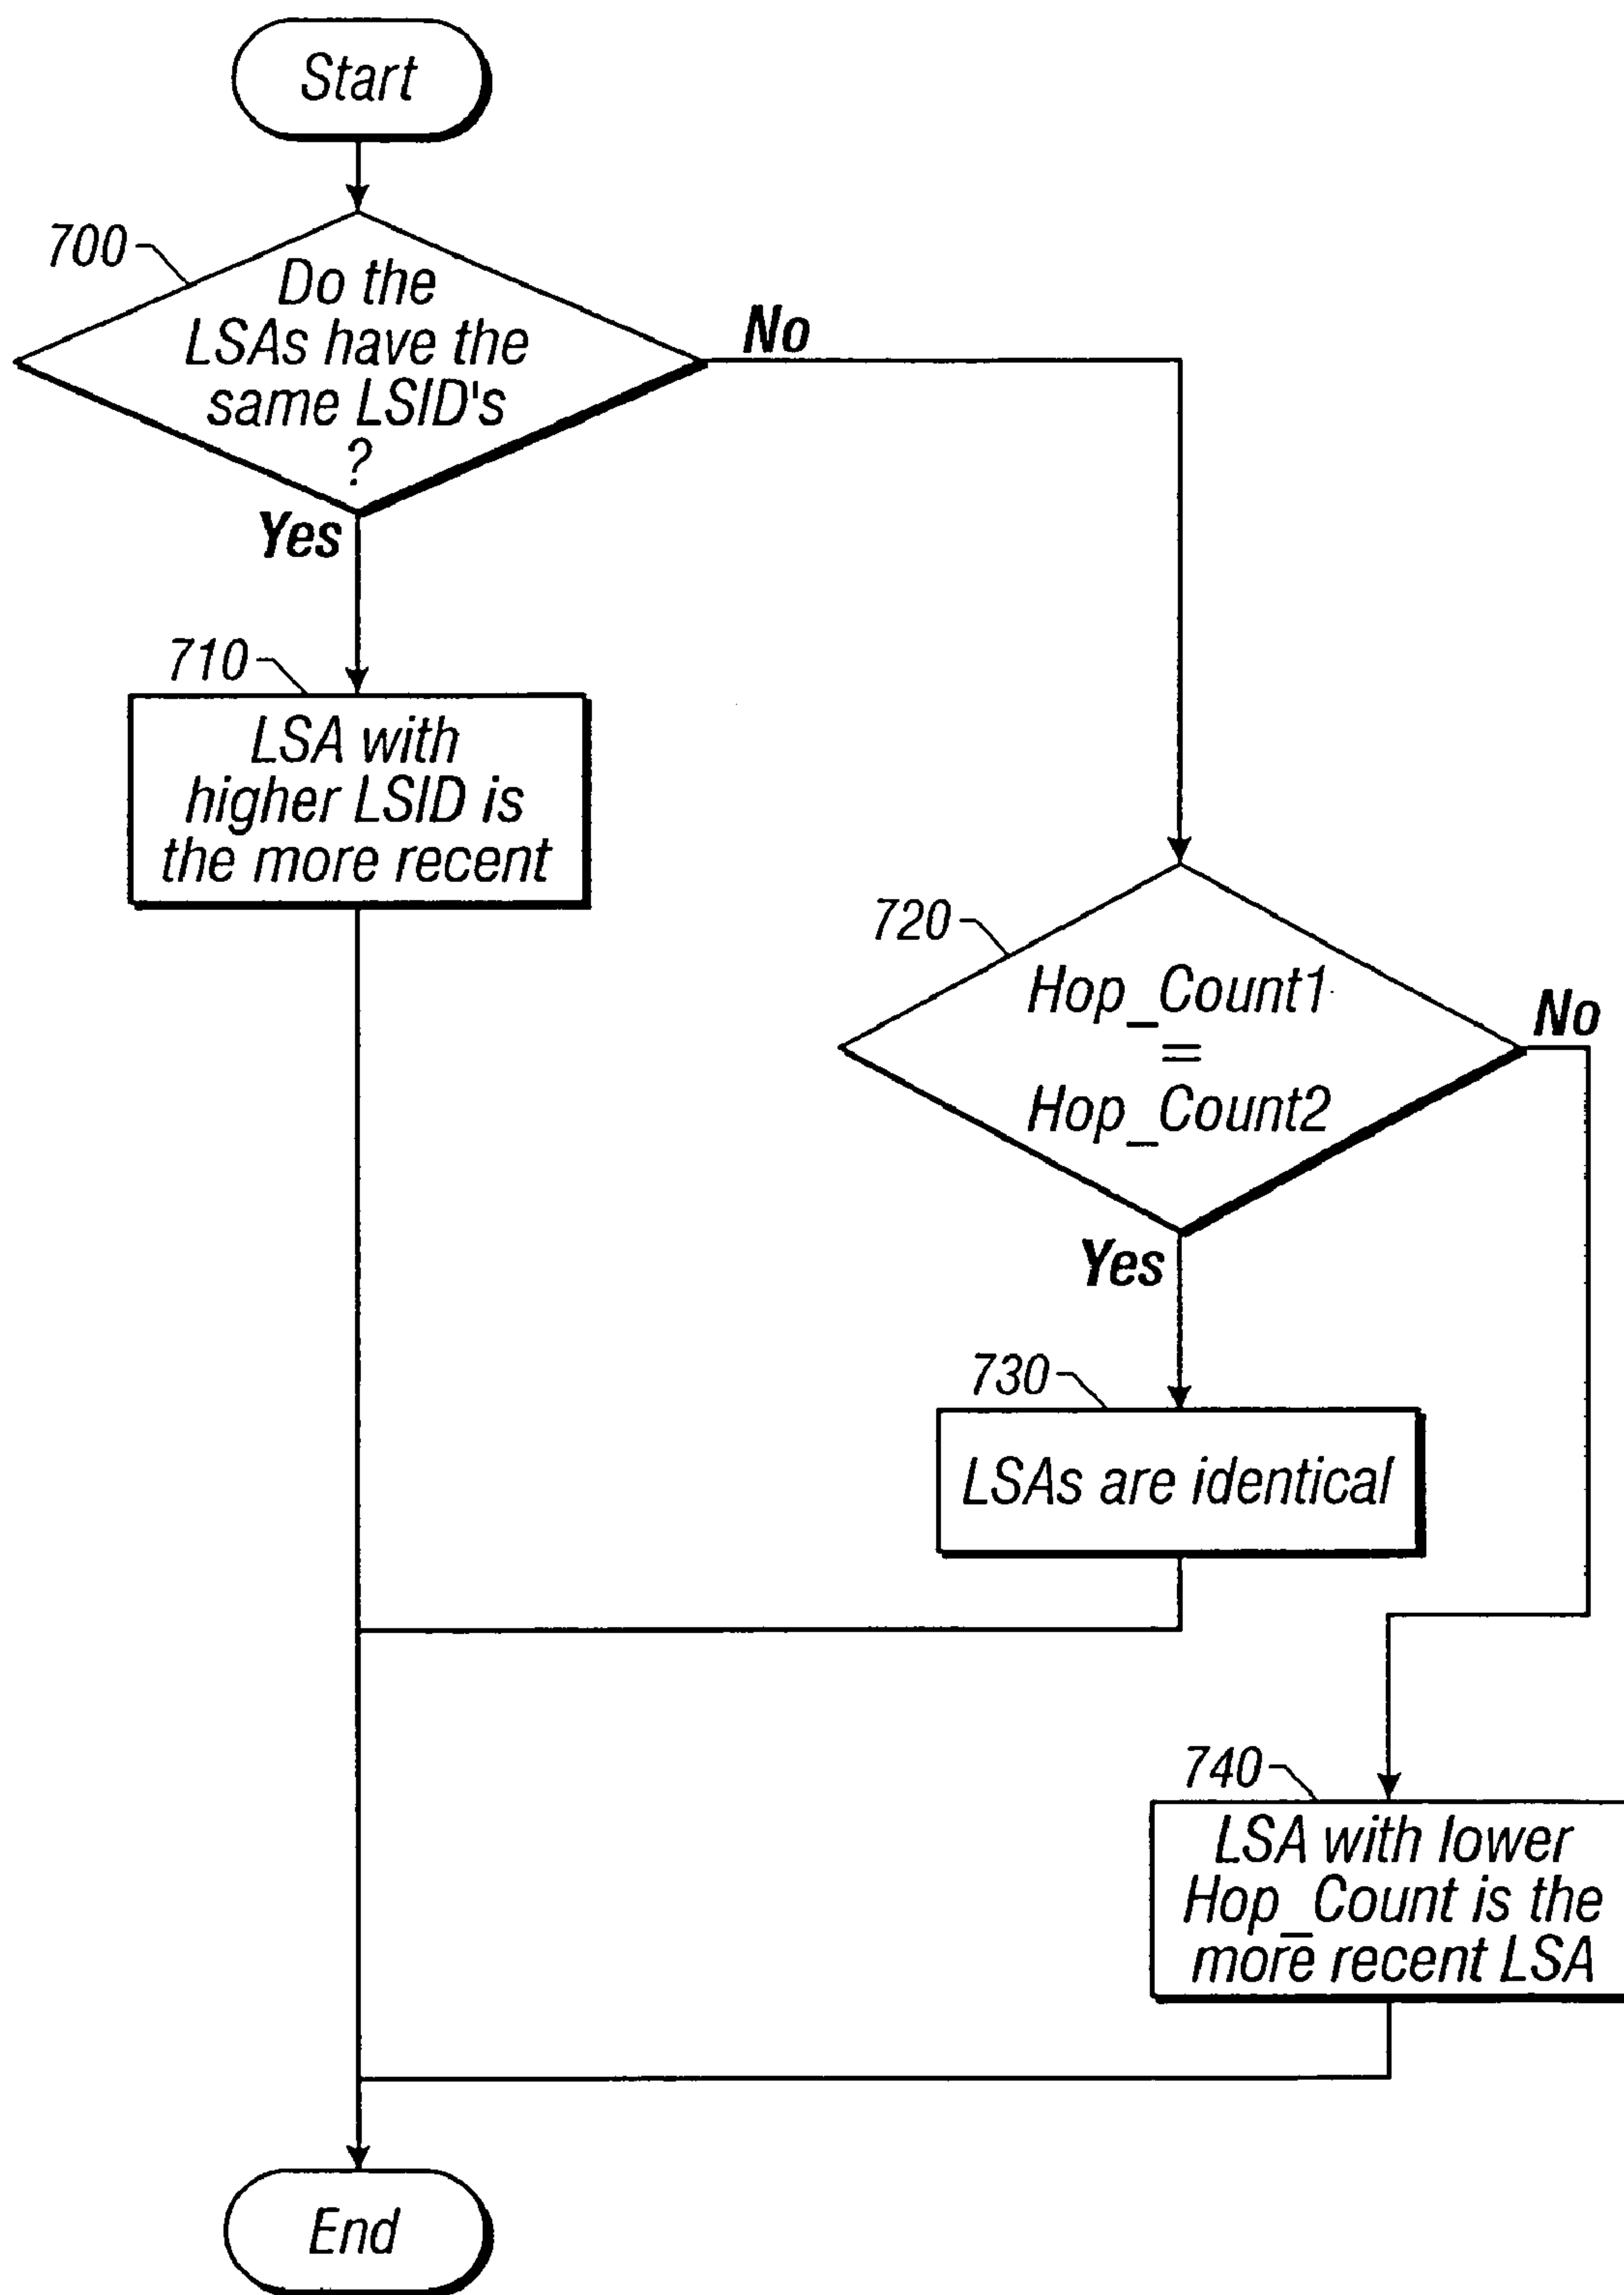 Start
700
Do the
LSAs have the
same LSID's
?
No
Yes
710
LSA with
higher LSID is
the more recent
720
Hop_Count1
=
Hop_Count2
No
Yes
730
LSAs are identical
740
LSA with lower
Hop_Count is the
more recent LSA
End